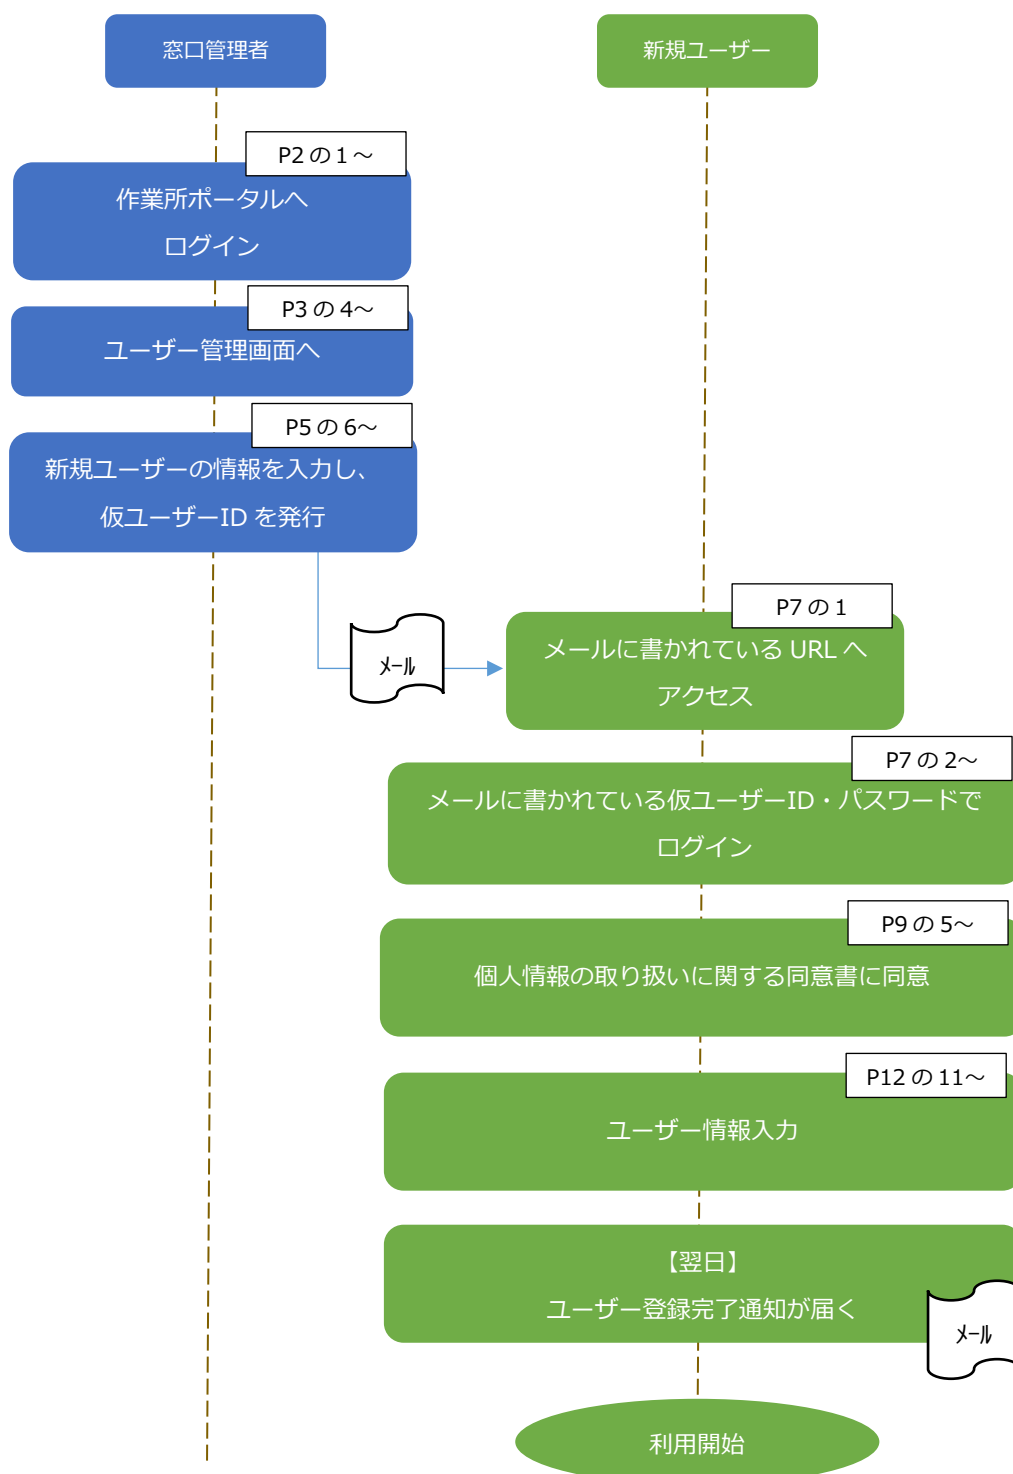 窓口管理者
新規ユーザー
P2の1～
作業所ポータルへ
ログイン
P3の4～
ユーザー管理画面へ
P5の6～
新規ユーザーの情報を入力し、
仮ユーザーIDを発行
メール
P7の1
メールに書かれているURLへ
アクセス
P7の2～
メールに書かれている仮ユーザーID・パスワードで
ログイン
P9の5～
個人情報の取り扱いに関する同意書に同意
P12の11～
ユーザー情報入力
【翌日】
ユーザー登録完了通知が届く
メール
利用開始